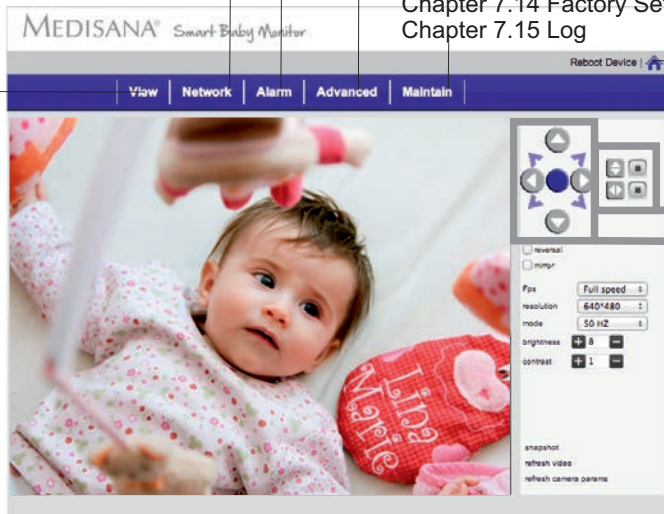 Chapter 7.14 Factory Se
Chapter 7.15 Log
MEDISANA® Smart Baby Monitor
Reboot Device |
View | Network | Alarm | Advanced | Maintain |
reversal
mirror
Fps Full speed
resolution 640*480
mode 50 HZ
brightness + 8 -
contrast + 1 -
Lina
Marie
snapshot
refresh video
refresh camera params